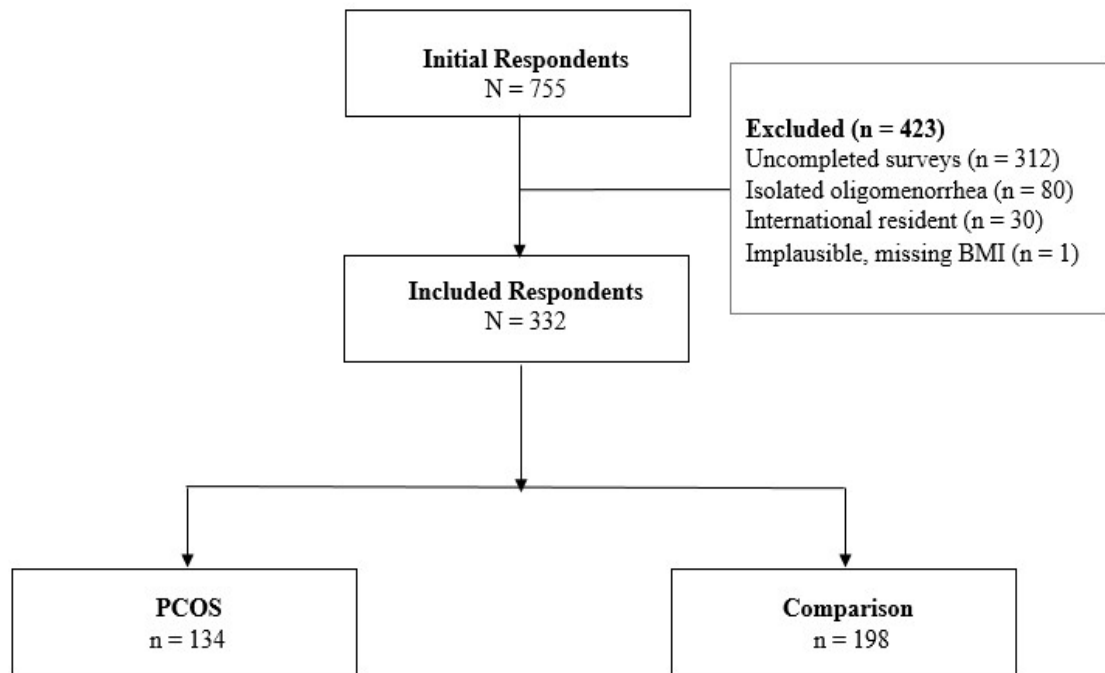 Initial Respondents
N = 755
Excluded (n = 423)
Uncompleted surveys (n = 312)
Isolated oligomenorrhea (n = 80)
International resident (n = 30)
Implausible, missing BMI (n = 1)
Included Respondents
N = 332
PCOS
n = 134
Comparison
n = 198